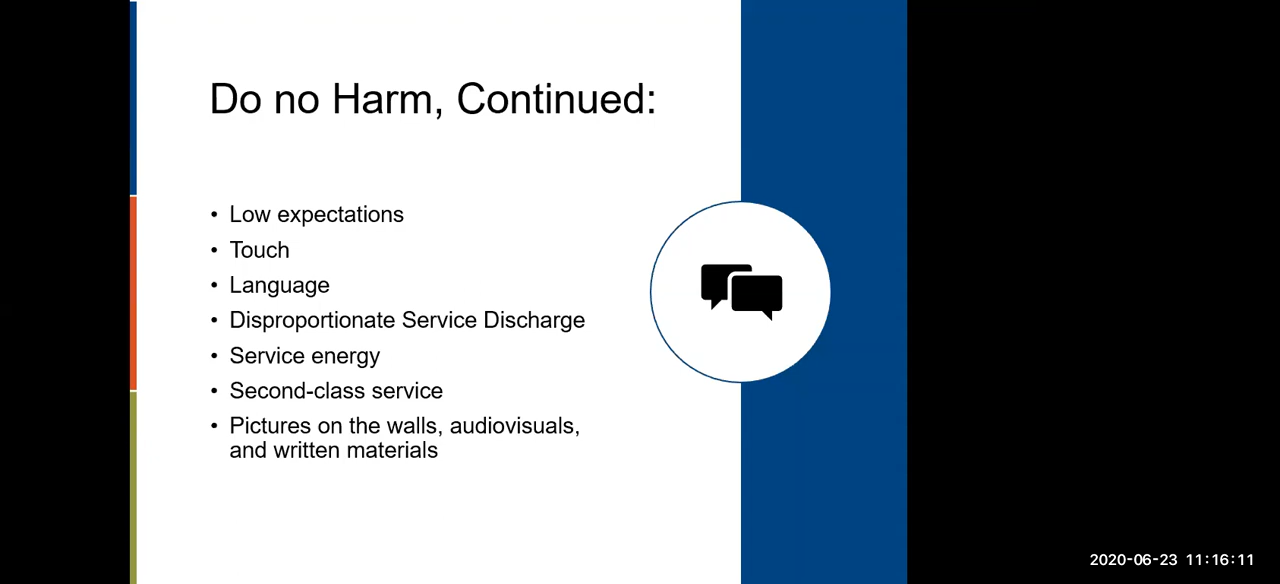 Do no Harm, Continued:
• Low expectations
• Touch
• Language
• Disproportionate Service Discharge
• Service energy
• Second-class service
• Pictures on the walls, audiovisuals,
and written materials
2020-06-23 11:16:11